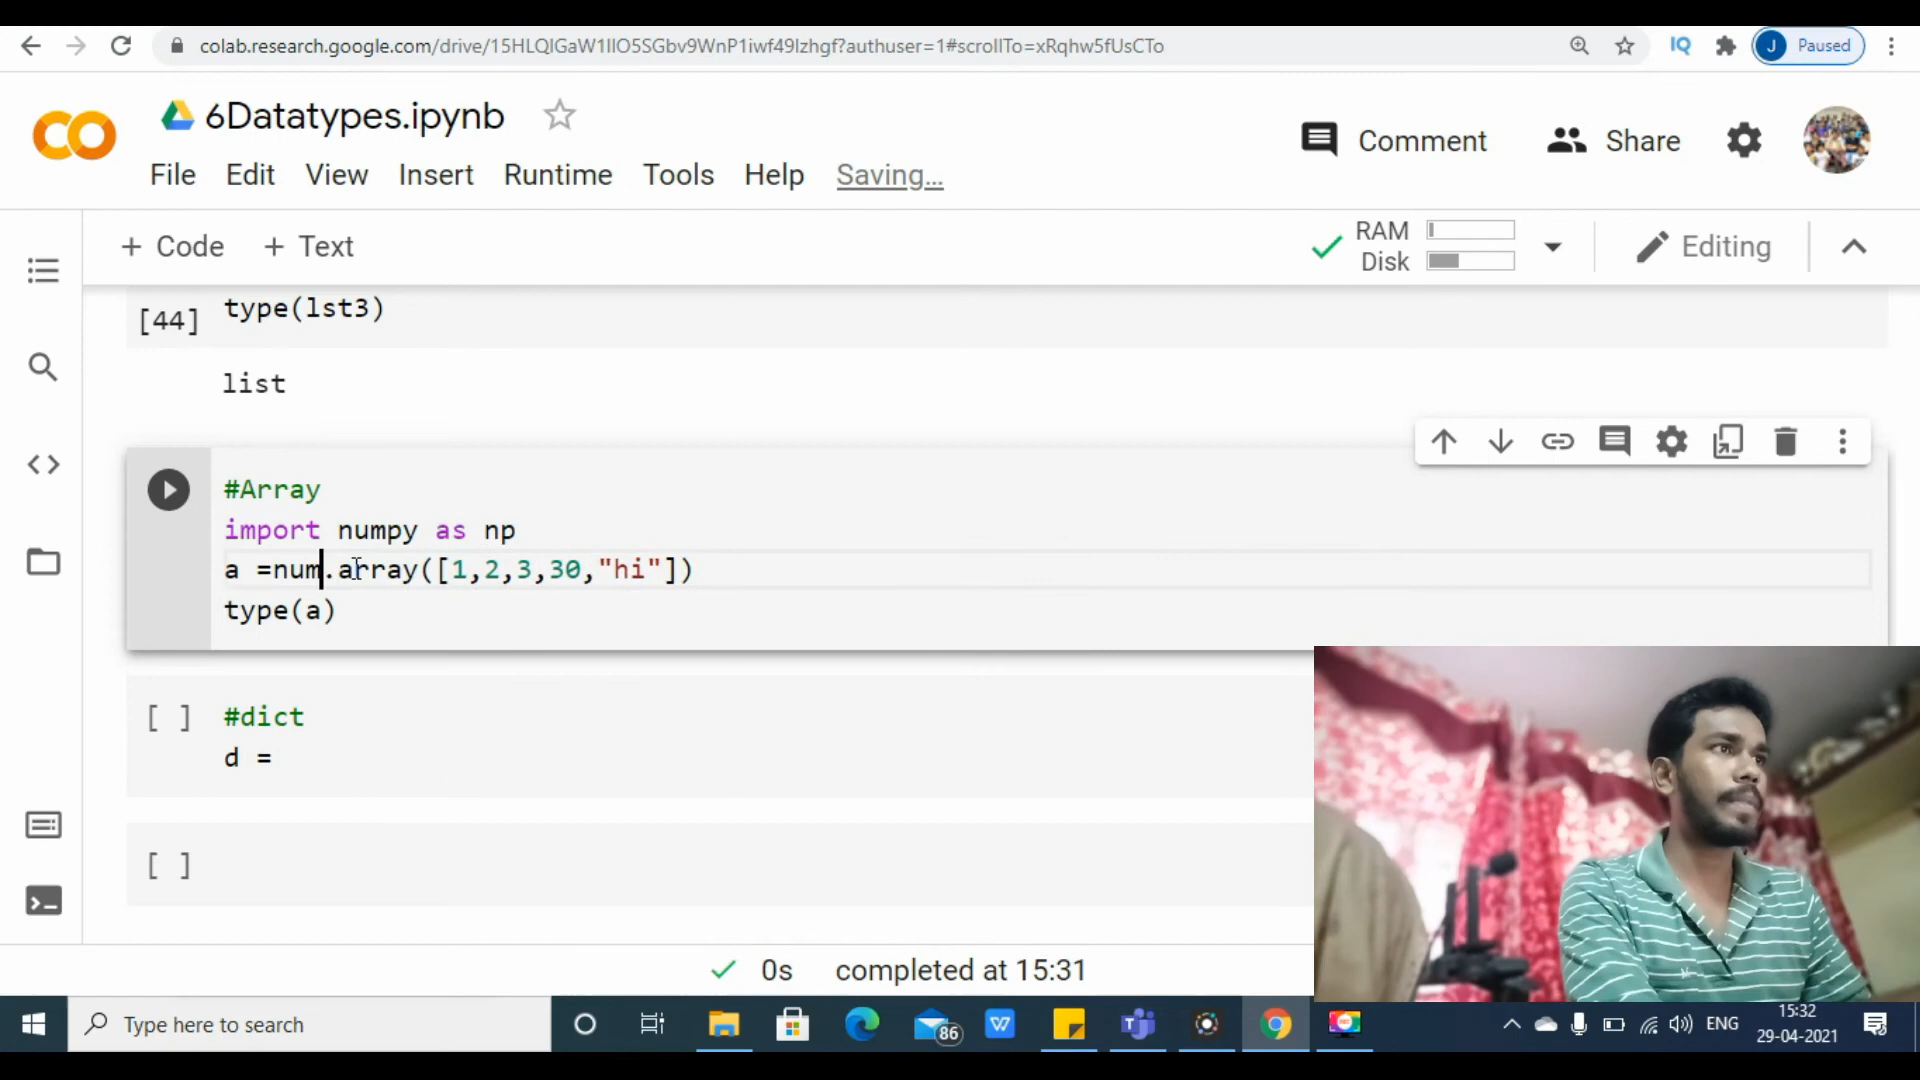 colab.research.google.com/drive/15HLQIGaW1IIO5SGbv9WnP1iwf49Izhgf?authuser=1#scrollTo=xRqhw5fUsCTo
IQ
J Paused
CO 6Datatypes.ipynb
Comment Share
File Edit View Insert Runtime Tools Help Saving...
+ Code + Text
RAM
Disk
Editing
[44] type(lst3)
list
#Array
import numpy as np
a =num.array([1,2,3,30,"hi"])
type(a)
[ ] #dict
d =
[ ]
0s completed at 15:31
Type here to search
86
W
ENG
15:32
29-04-2021